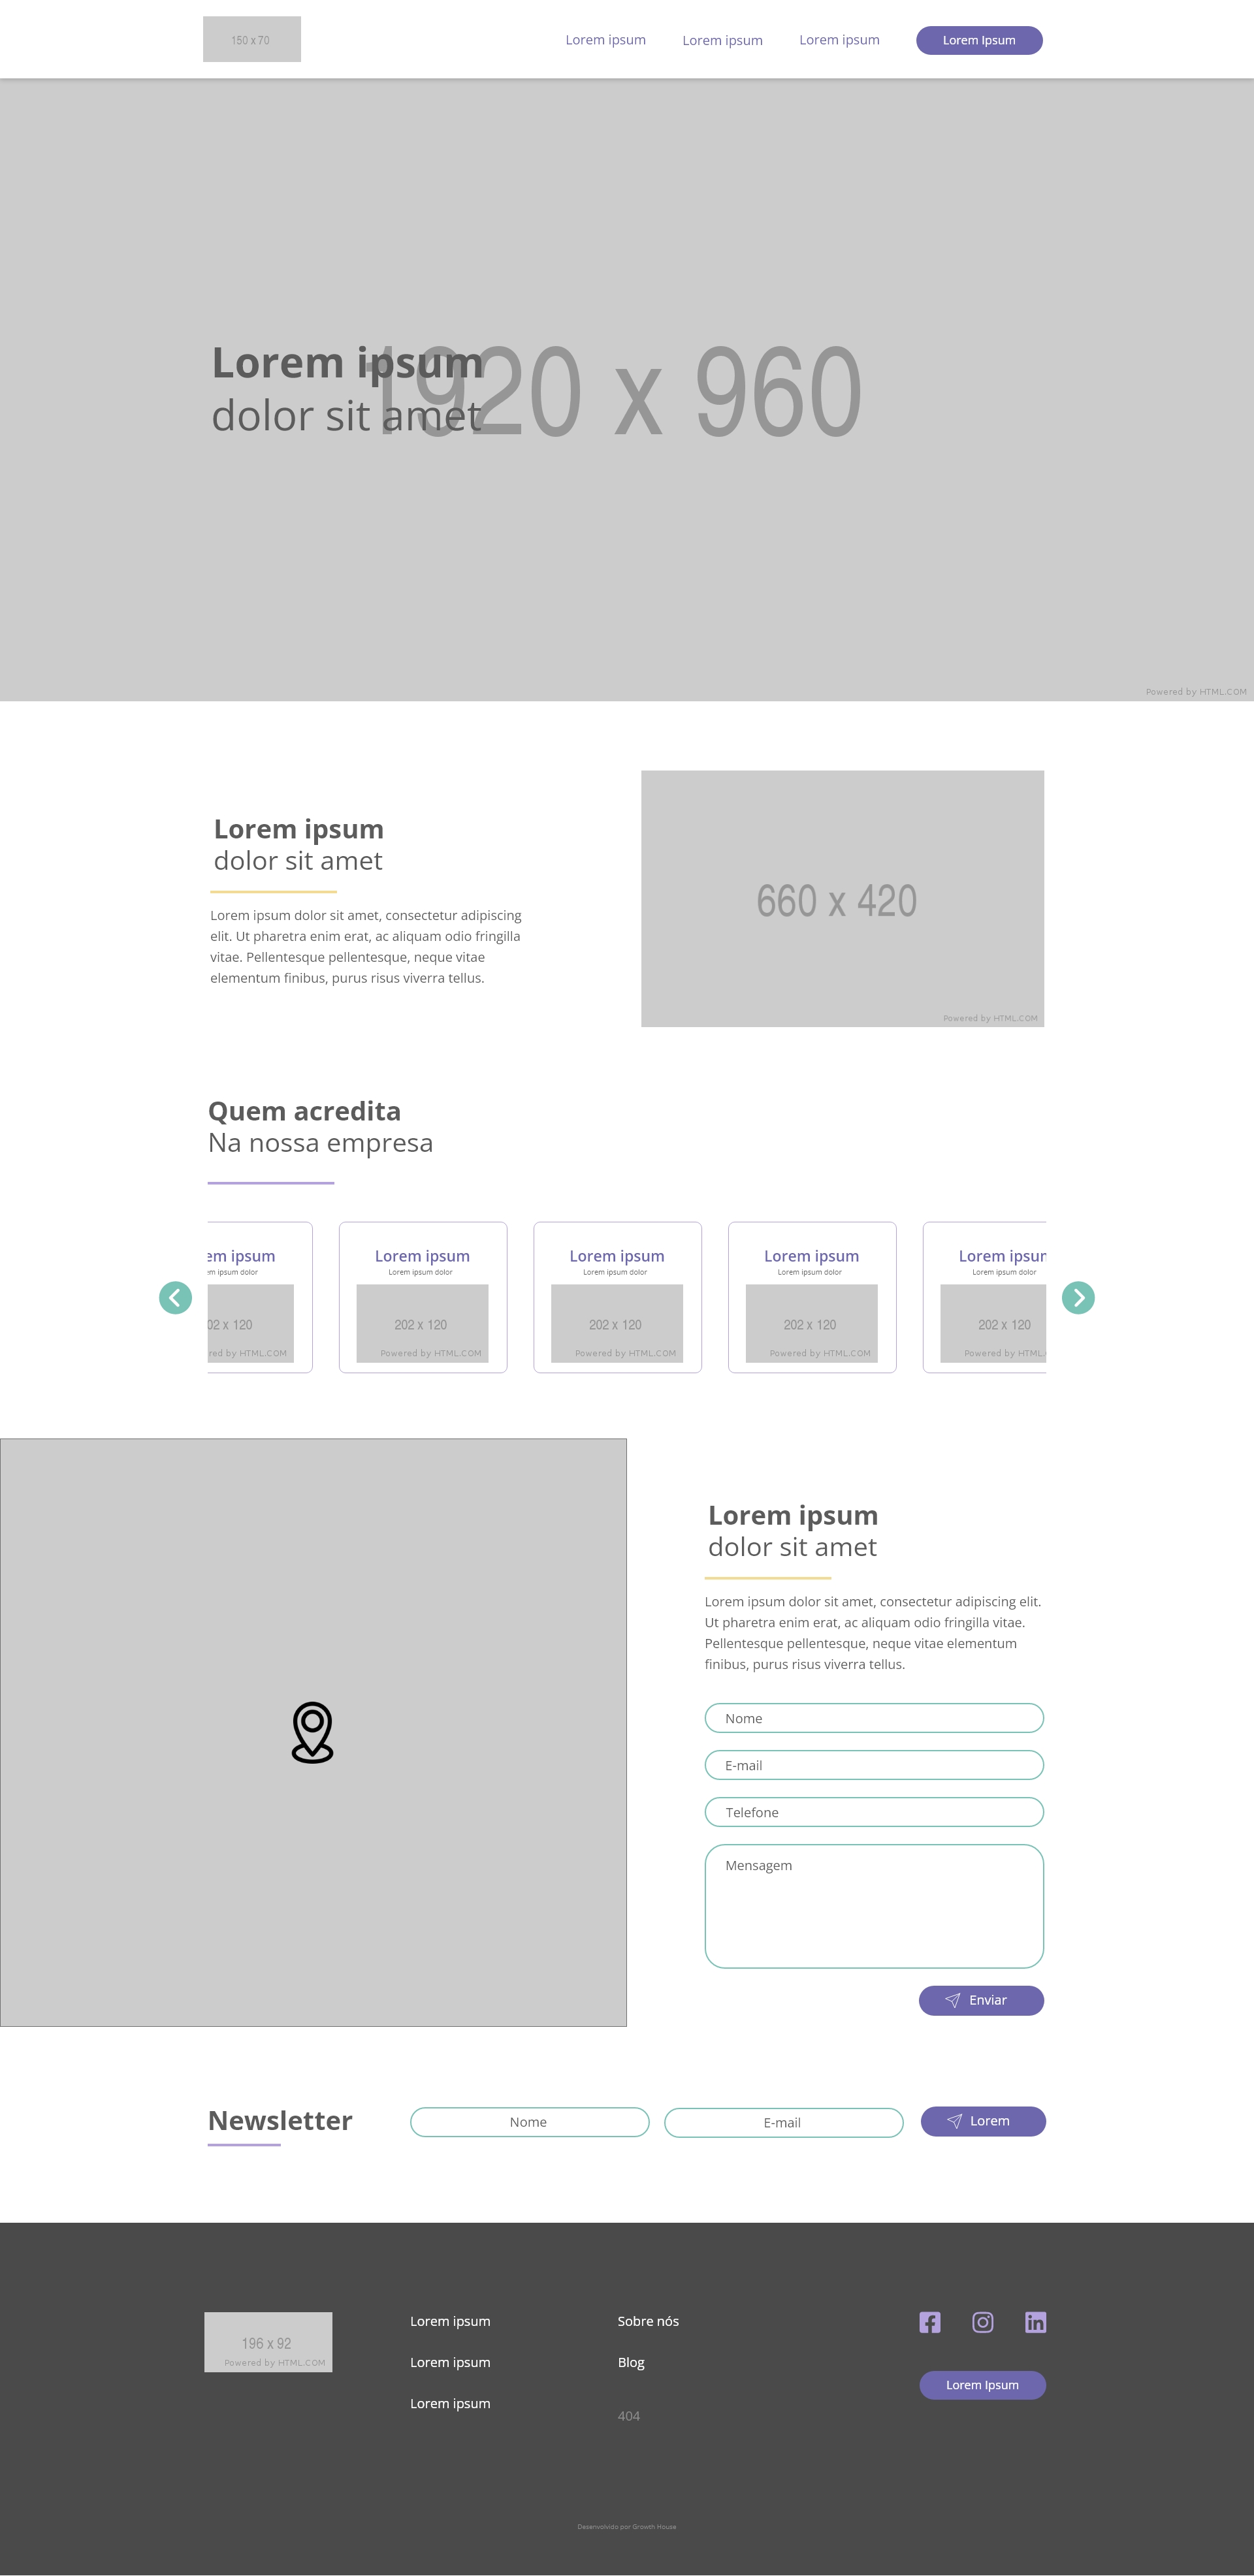 150 x 70
Lorem ipsum
Lorem ipsum
Lorem ipsum
Lorem Ipsum
1920 x 960
Lorem ipsum
dolor sit amet
Powered by HTML.COM
Lorem ipsum
dolor sit amet
Lorem ipsum dolor sit amet, consectetur adipiscing
elit. Ut pharetra enim erat, ac aliquam odio fringilla
vitae. Pellentesque pellentesque, neque vitae
elementum finibus, purus risus viverra tellus.
660 x 420
Powered by HTML.COM
Quem acredita
Na nossa empresa
em ipsum
ipsum dolor
x 120
HTML.COM
Lorem ipsum
Lorem ipsum dolor
202 x 120
Powered by HTML.COM
Lorem ipsum
Lorem ipsum dolor
202 x 120
Powered by HTML.COM
Lorem ipsum
Lorem ipsum dolor
202 x 120
Powered by HTML.COM
Lorem ipsum
Lorem ipsum dolor
202 x 120
Powered by HTML.
Lorem ipsum
dolor sit amet
Lorem ipsum dolor sit amet, consectetur adipiscing elit.
Ut pharetra enim erat, ac aliquam odio fringilla vitae.
Pellentesque pellentesque, neque vitae elementum
finibus, purus risus viverra tellus.
Nome
E-mail
Telefone
Mensagem
Enviar
Newsletter
Nome
E-mail
Lorem
196 x 92
Powered by HTML.COM
Lorem ipsum
Lorem ipsum
Lorem ipsum
Sobre nós
Blog
404
Lorem Ipsum
Desenvolvido por Growth House